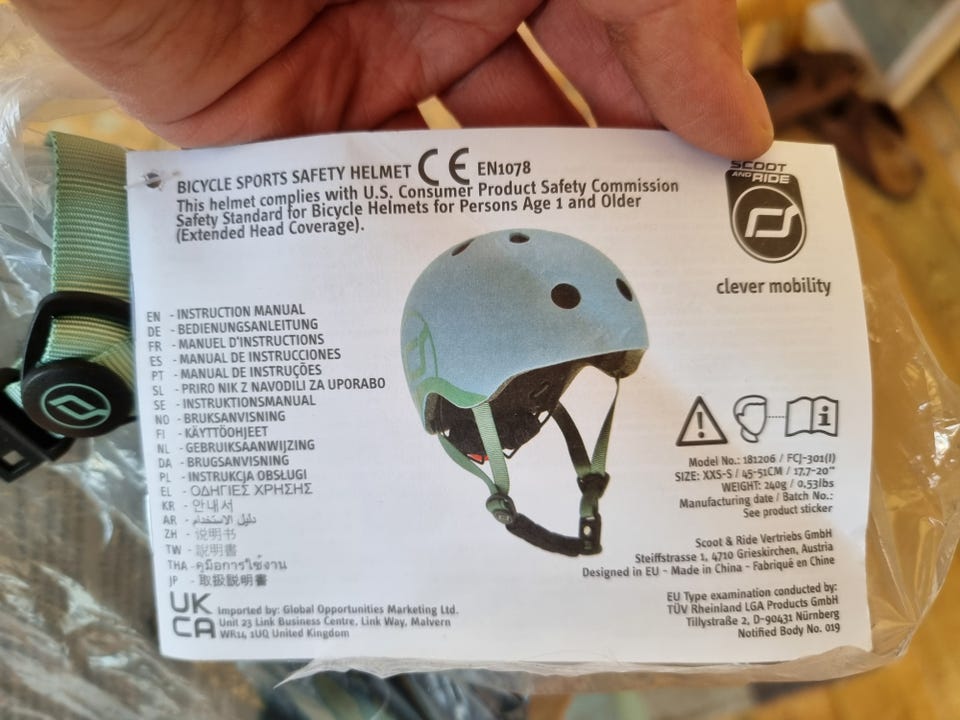 BICYCLE SPORTS SAFETY HELMET CE EN1078
This helmet complies with U.S. Consumer Product Safety Commission
Safety Standard for Bicycle Helmets for Persons Age 1 and Older
(Extended Head Coverage).
SCOOT
AND RIDE
clever mobility
EN - INSTRUCTION MANUAL
DE - BEDIENUNGSANLEITUNG
FR - MANUEL D'INSTRUCTIONS
ES - MANUAL DE INSTRUCCIONES
PT - MANUAL DE INSTRUÇÕES
SL - PRIRO NIK Z NAVODILI ZA UPORABO
SE - INSTRUKTIONSMANUAL
NO - BRUKSANVISNING
FI - KÄYTTÖOHJEET
NL - GEBRUIKSAANWIJZING
DA - BRUGSANVISNING
PL - INSTRUKCJA OBSŁUGI
EL - ΟΔΗΓΙΕΣ ΧΡΗΣΗΣ
KR - 안내서
AR - دليل الاستخدام
ZH - 说明书
TW - 說明書
THA - คู่มือการใช้งาน
JP - 取扱説明書
UK
CA
Imported by: Global Opportunities Marketing Ltd.
Unit 23 Link Business Centre, Link Way, Malvern
WR14 1UQ United Kingdom
Model No.: 181206 / FCJ-301(I)
SIZE: XXS-S / 45-51CM / 17.7-20"
WEIGHT: 240g / 0,53lbs
Manufacturing date / Batch No.:
See product sticker
Scoot & Ride Vertriebs GmbH
Steiffstrasse 1, 4710 Grieskirchen, Austria
Designed in EU - Made in China - Fabriqué en Chine
EU Type examination conducted by:
TÜV Rheinland LGA Products GmbH
Tillystraße 2, D-90431 Nürnberg
Notified Body No. 019